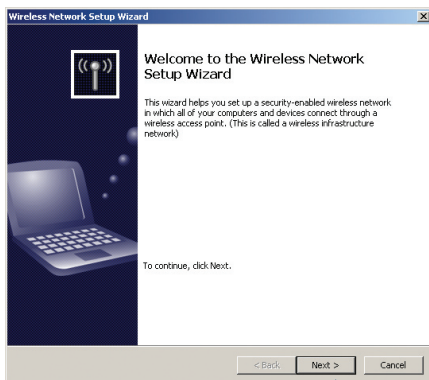 Wireless Network Setup Wizard
Welcome to the Wireless Network
Setup Wizard
This wizard helps you set up a security-enabled wireless network
in which all of your computers and devices connect through a
wireless access point. (This is called a wireless infrastructure
network)
To continue, click Next.
< Back Next > Cancel